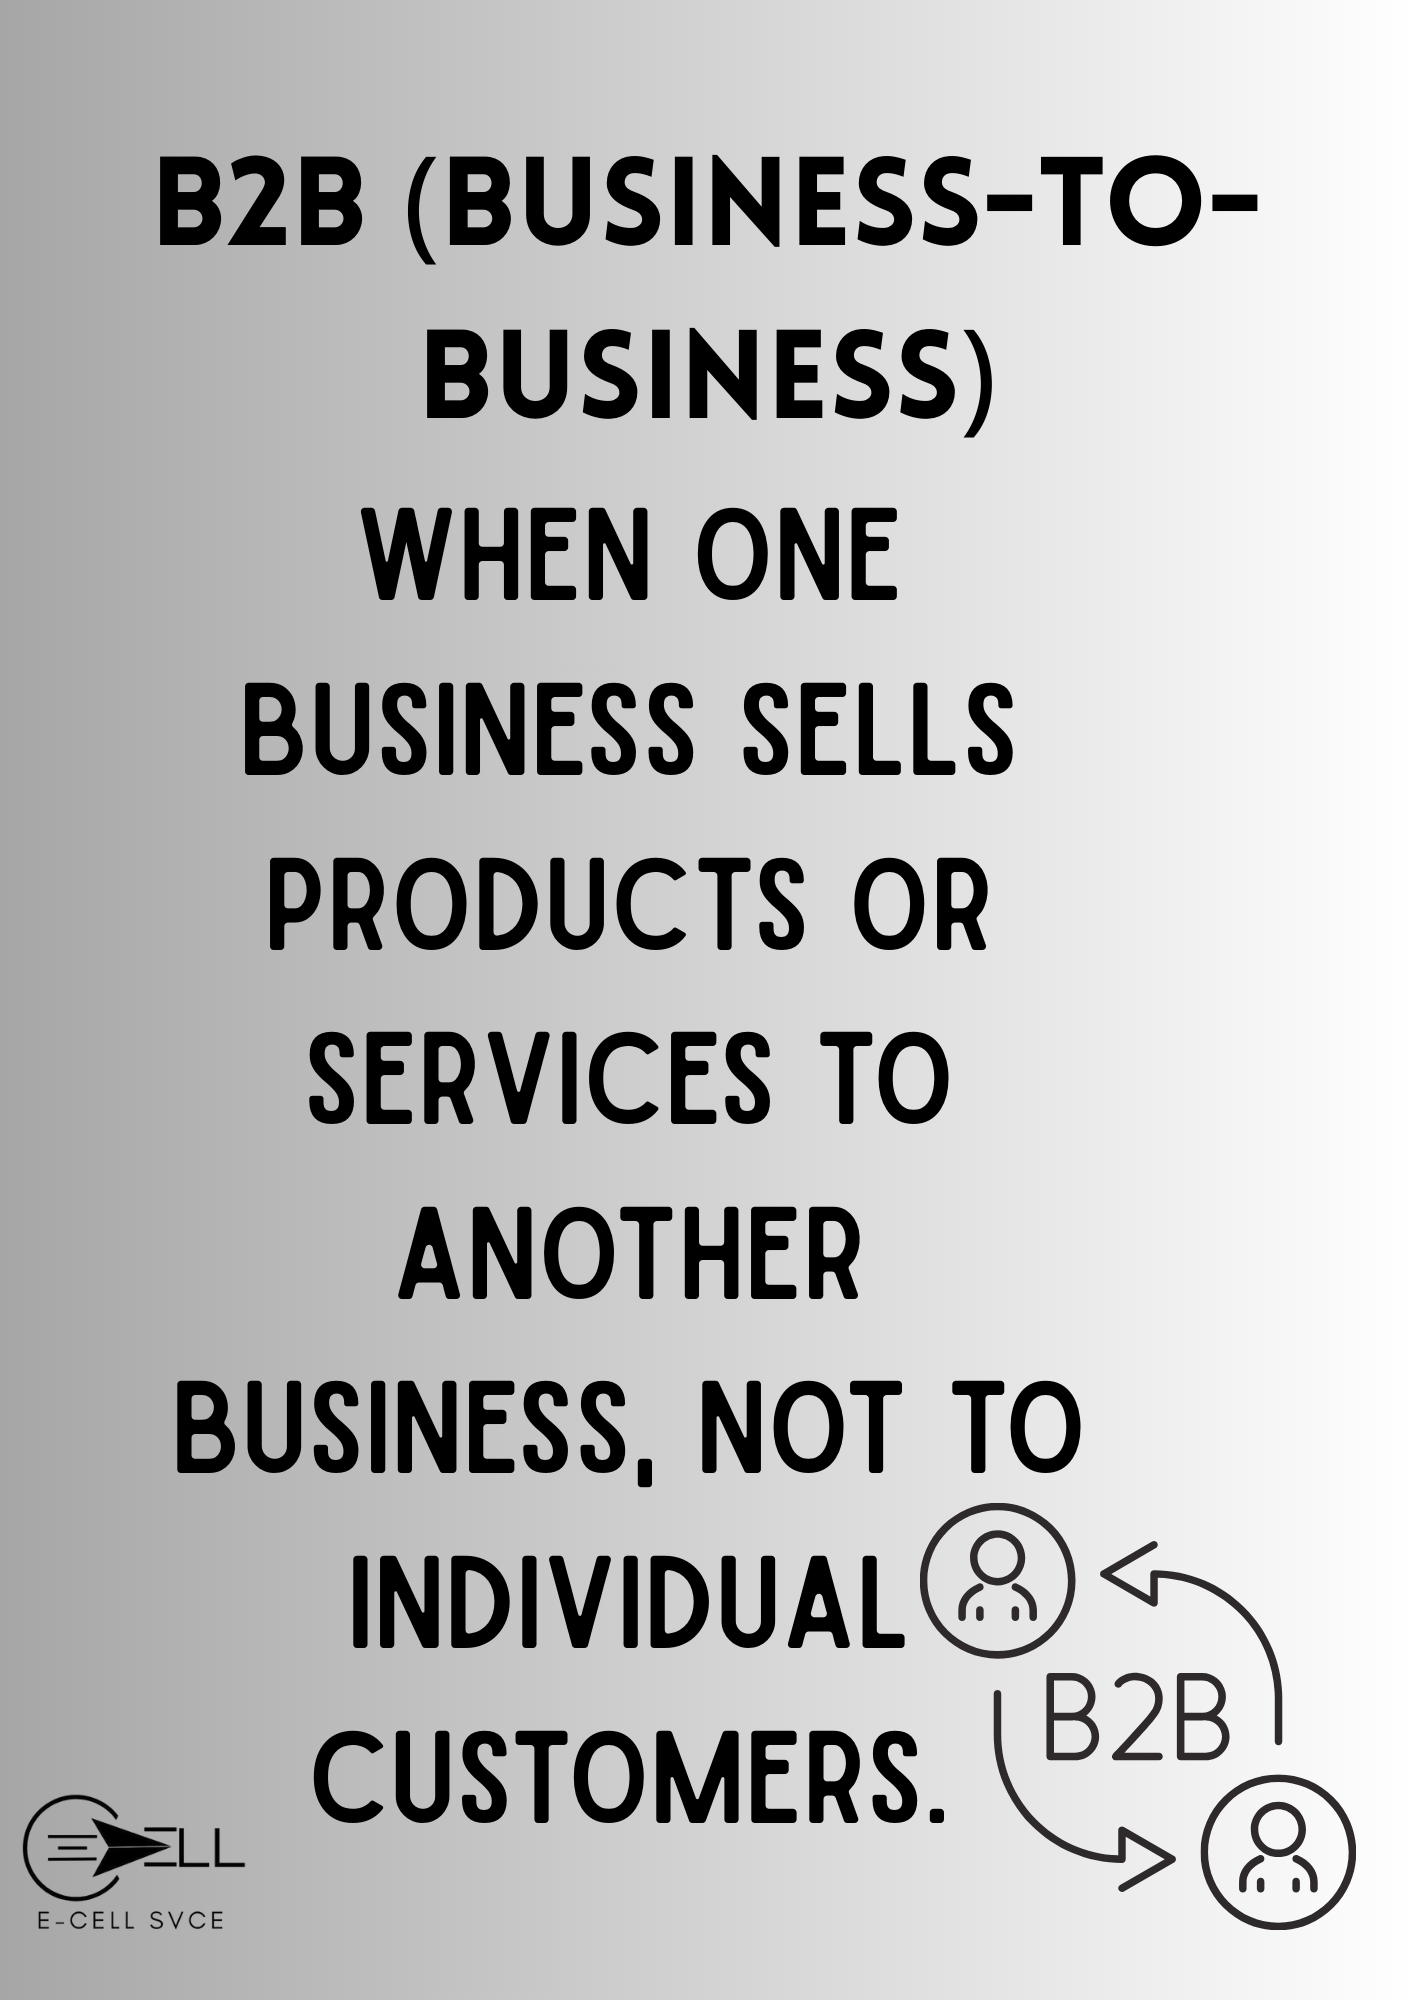 B2B (BUSINESS-TO-
BUSINESS)
WHEN ONE
BUSINESS SELLS
PRODUCTS OR
SERVICES TO
ANOTHER
BUSINESS, NOT TO
INDIVIDUAL
CUSTOMERS.
B2B
ELL
E-CELL SVCE